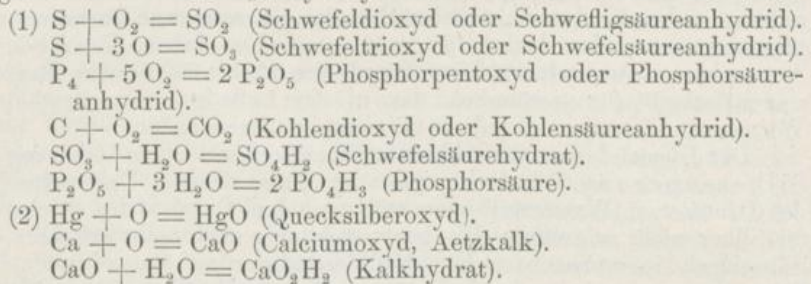 (1) S + O₂ = SO₂ (Schwefeldioxyd oder Schwefligsäureanhydrid).
S + 3 O = SO₃ (Schwefeltrioxyd oder Schwefelsäureanhydrid).
P₄ + 5 O₂ = 2 P₂O₅ (Phosphorpentoxyd oder Phosphorsäure-
anhydrid).
C + O₂ = CO₂ (Kohlendioxyd oder Kohlensäureanhydrid).
SO₃ + H₂O = SO₄H₂ (Schwefelsäurehydrat).
P₂O₅ + 3 H₂O = 2 PO₄H₃ (Phosphorsäure).
(2) Hg + O = HgO (Quecksilberoxyd).
Ca + O = CaO (Calciumoxyd, Aetzkalk).
CaO + H₂O = CaO₂H₂ (Kalkhydrat).